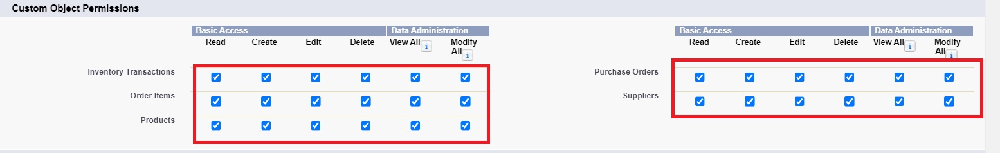 Custom Object Permissions
Basic Access Data Administration
Read Create Edit Delete View All Modify All
Inventory Transactions
Order Items
Products
Basic Access Data Administration
Read Create Edit Delete View All Modify All
Purchase Orders
Suppliers